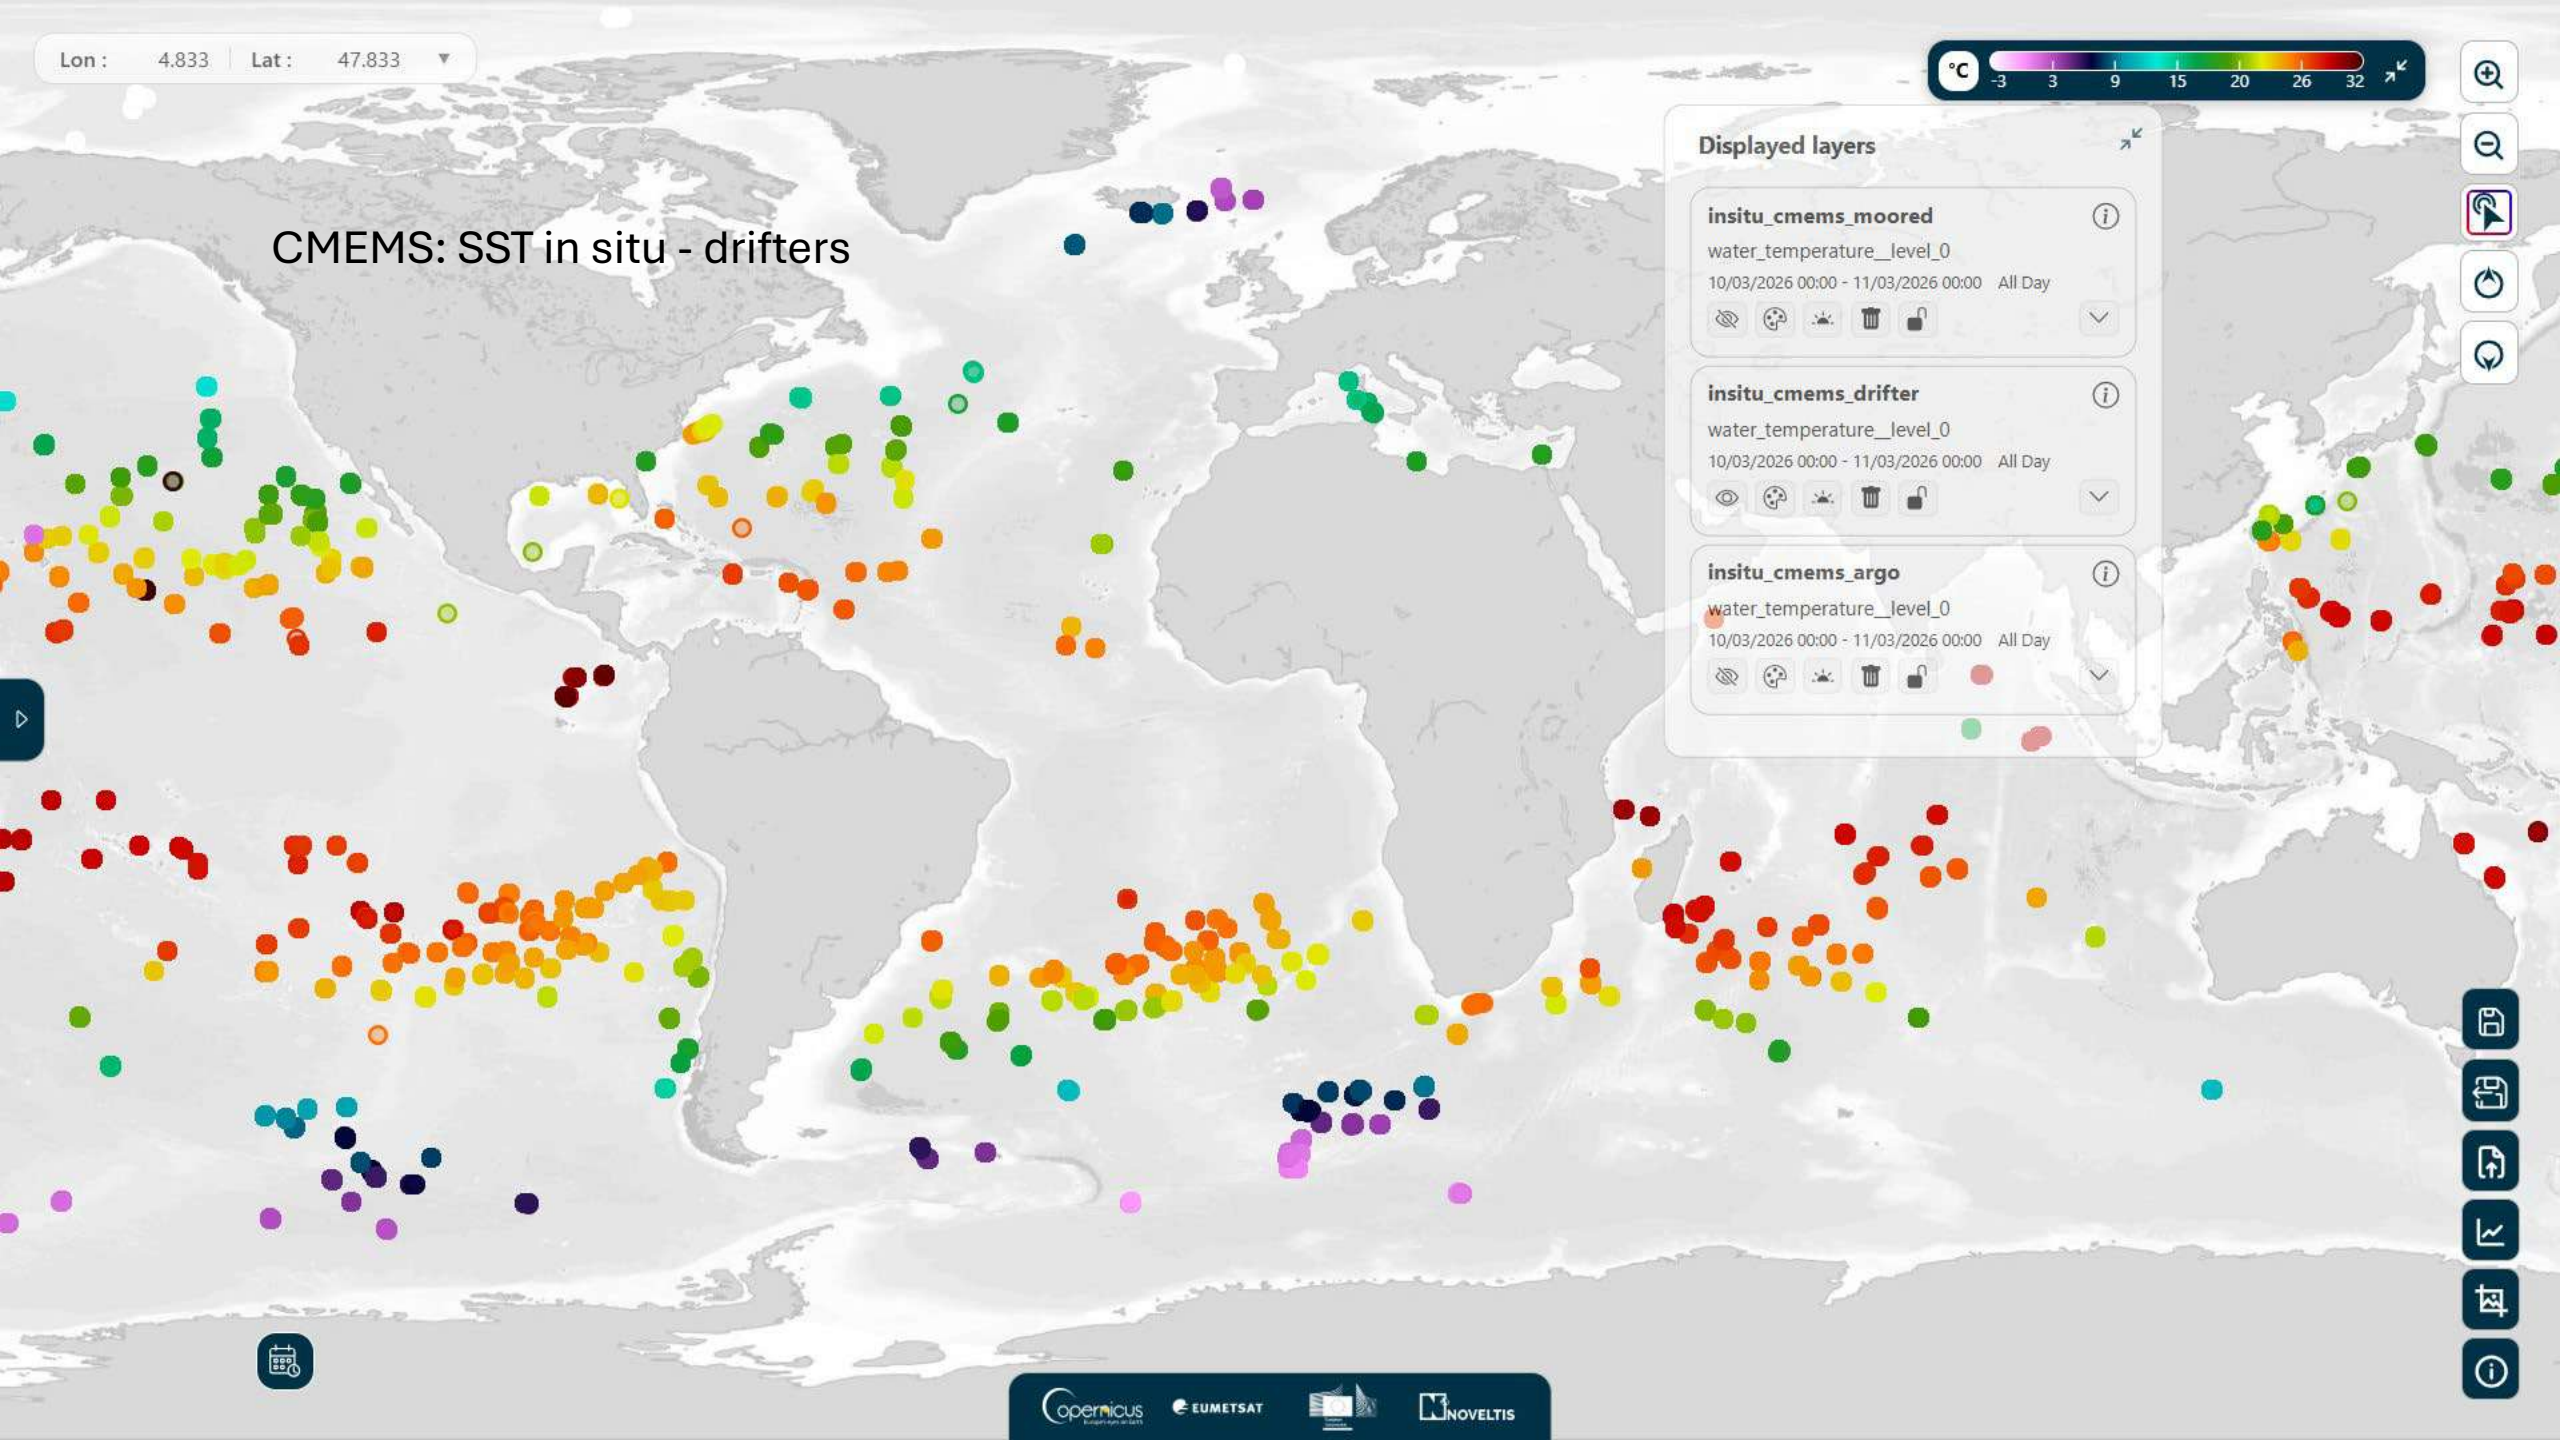 Lon : 4.833 Lat : 47.833
°C -3 3 9 15 20 26 32
Displayed layers
insitu_cmems_moored
water_temperature__level_0
10/03/2026 00:00 - 11/03/2026 00:00 All Day
CMEMS: SST in situ - drifters
insitu_cmems_drifter
water_temperature__level_0
10/03/2026 00:00 - 11/03/2026 00:00 All Day
insitu_cmems_argo
water_temperature__level_0
10/03/2026 00:00 - 11/03/2026 00:00 All Day
opernicus EUMETSAT NOVELTIS